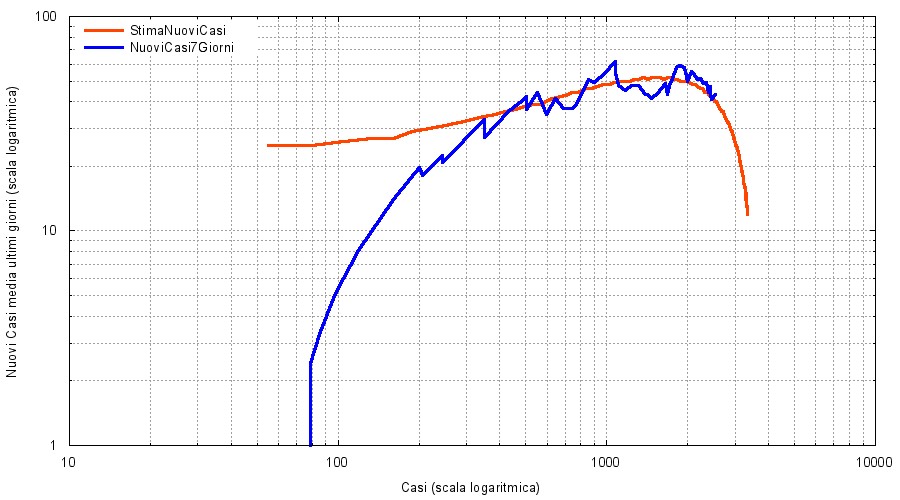 100
StimaNuoviCasi
NuoviCasi7Giorni
10
1
10
100
1000
10000
Nuovi Casi media ultimi giorni (scala logaritmica)
Casi (scala logaritmica)